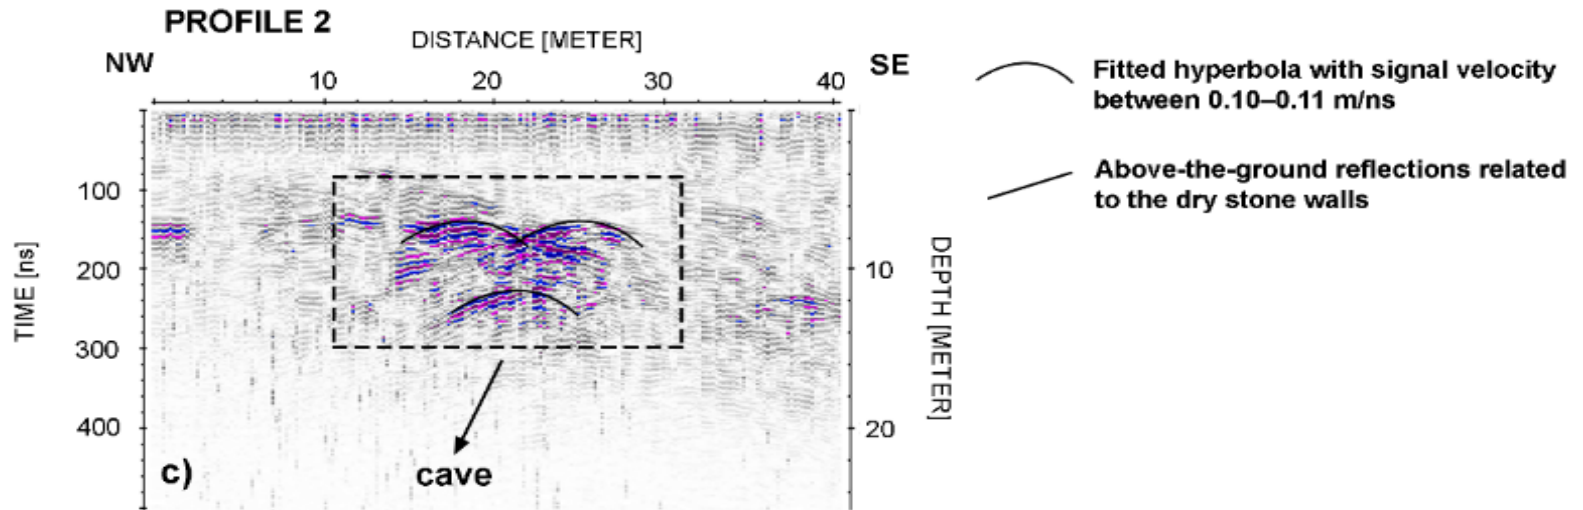 PROFILE 2
DISTANCE [METER]
NW
10
20
30
40
SE
Fitted hyperbola with signal velocity
between 0.10–0.11 m/ns
Above-the-ground reflections related
to the dry stone walls
TIME [ns]
100
200
300
400
10
20
DEPTH [METER]
c)
cave